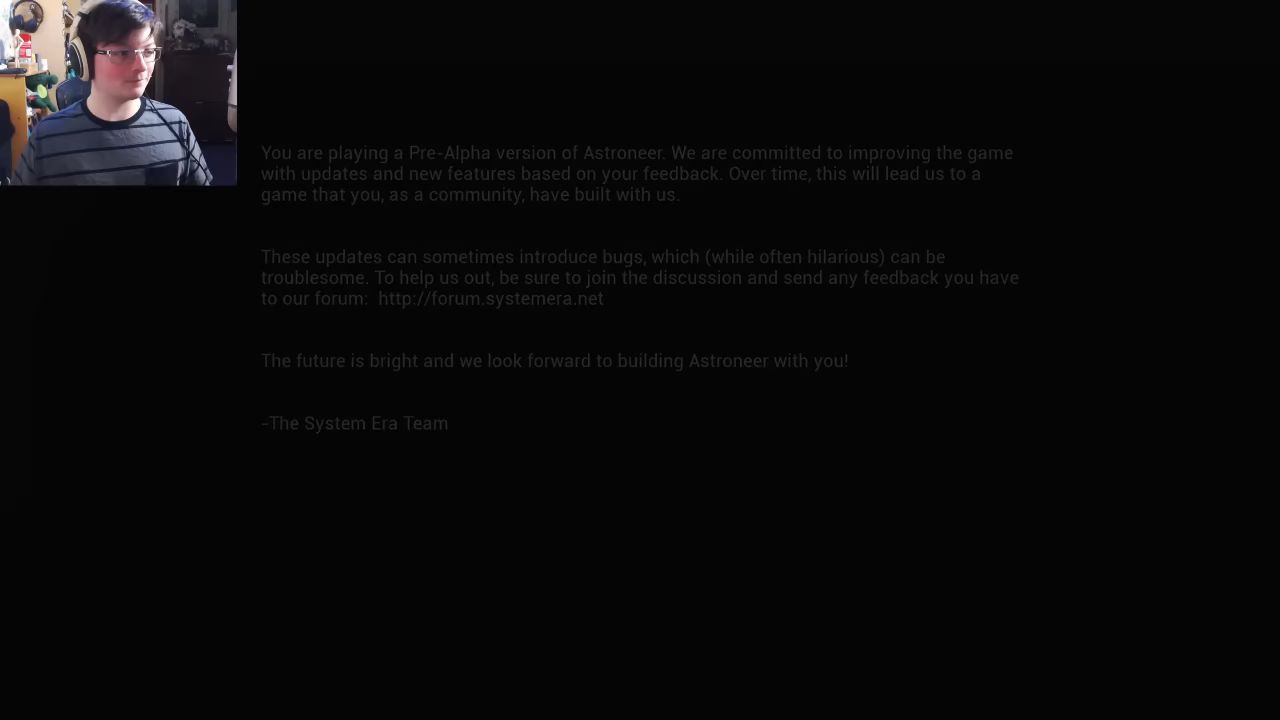 You are playing a Pre-Alpha version of Astroneer. We are committed to improving the game
with updates and new features based on your feedback. Over time, this will lead us to a
game that you, as a community, have built with us.
These updates can sometimes introduce bugs, which (while often hilarious) can be
troublesome. To help us out, be sure to join the discussion and send any feedback you have
to our forum:  http://forum.systemera.net
The future is bright and we look forward to building Astroneer with you!
-The System Era Team